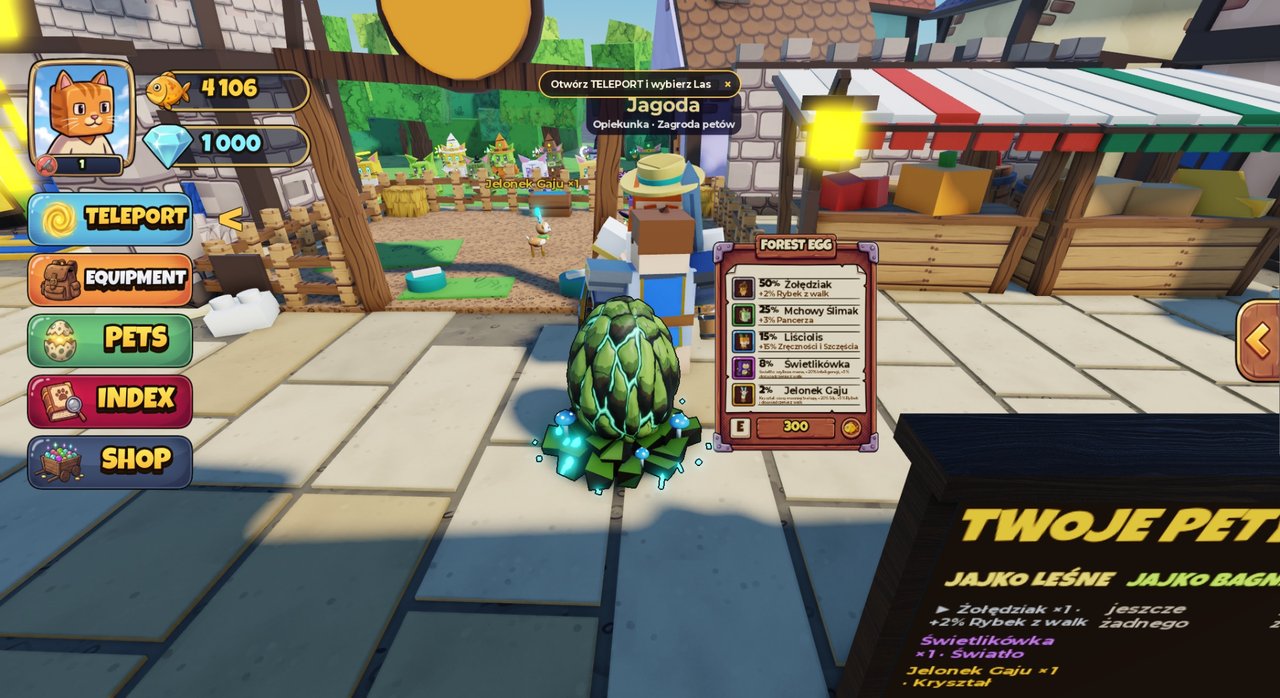 4 106
1 000
1
TELEPORT
<
EQUIPMENT
PETS
INDEX
SHOP
Otwórz TELEPORT i wybierz Las ×
Jagoda
Opiekunka · Zagroda petów
Jelonek Gaju ×1
FOREST EGG
50% Żołędziak
+2% Rybek z walk
25% Mchowy Ślimak
+3% Pancerza
15% Liściolis
+15% Zręczności i Szczęścia
8% Świetlikówka
2% Jelonek Gaju
E 300
TWOJE PET
JAJKO LEŚNE JAJKO BAGN
► Żołędziak ×1 · jeszcze
+2% Rybek z walk żadnego
Świetlikówka
×1 · Światło
Jelonek Gaju ×1
· Kryształ